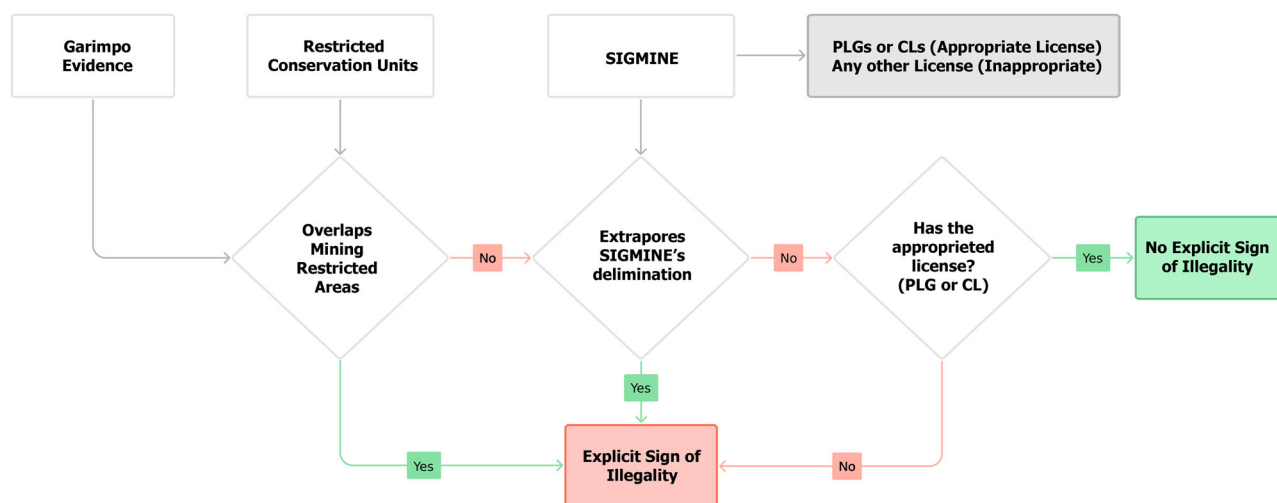 Garimpo
Evidence
Restricted
Conservation Units
SIGMINE
PLGs or CLs (Appropriate License)
Any other License (Inappropriate)
Overlaps
Mining
Restricted
Areas
No
Extrapores
SIGMINE’s
delimination
No
Has the
approprieted
license?
(PLG or CL)
Yes
No Explicit Sign
of Illegality
Yes
Yes
Explicit Sign of
Illegality
No